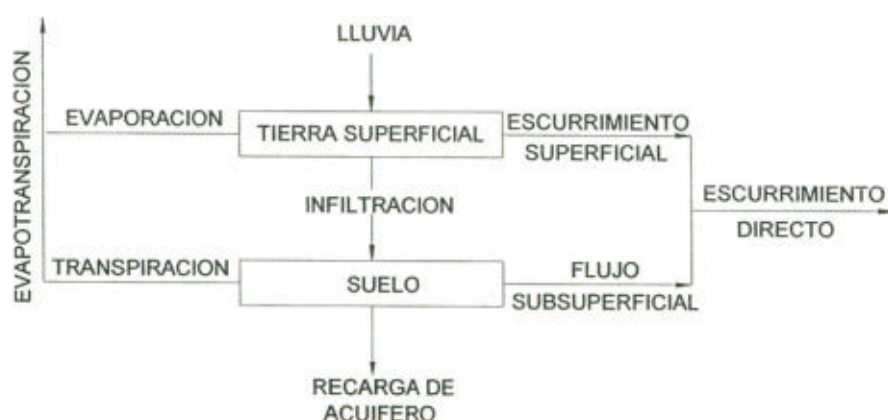 LLUVIA
EVAPOTRANSPIRACION
EVAPORACION
TIERRA SUPERFICIAL
ESCURRIMIENTO
SUPERFICIAL
INFILTRACION
ESCURRIMIENTO
DIRECTO
TRANSPIRACION
SUELO
FLUJO
SUBSUPERFICIAL
RECARGA DE
ACUIFERO